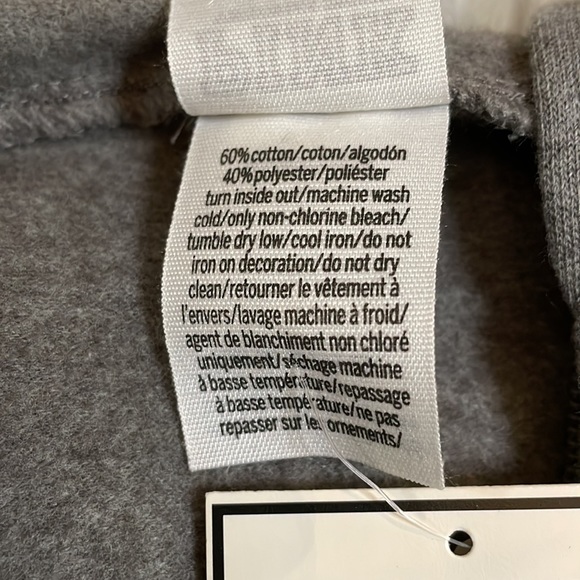 60% cotton/coton/algodón
40% polyester/poliéster
turn inside out/machine wash
cold/only non-chlorine bleach/
tumble dry low/cool iron/do not
iron on decoration/do not dry
clean/retourner le vêtement à
l'envers/lavage machine à froid/
agent de blanchiment non chloré
uniquement/séchage machine
à basse température/repassage
à basse température/ne pas
repasser sur les ornements/